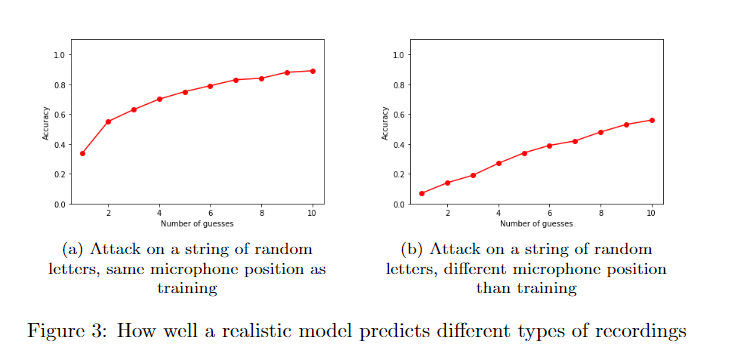 1.0
0.8
0.6
0.4
0.2
0.0
Accuracy
2 4 6 8 10
Number of guesses
(a) Attack on a string of random
letters, same microphone position as
training
1.0
0.8
0.6
0.4
0.2
0.0
Accuracy
2 4 6 8 10
Number of guesses
(b) Attack on a string of random
letters, different microphone position
than training
Figure 3: How well a realistic model predicts different types of recordings